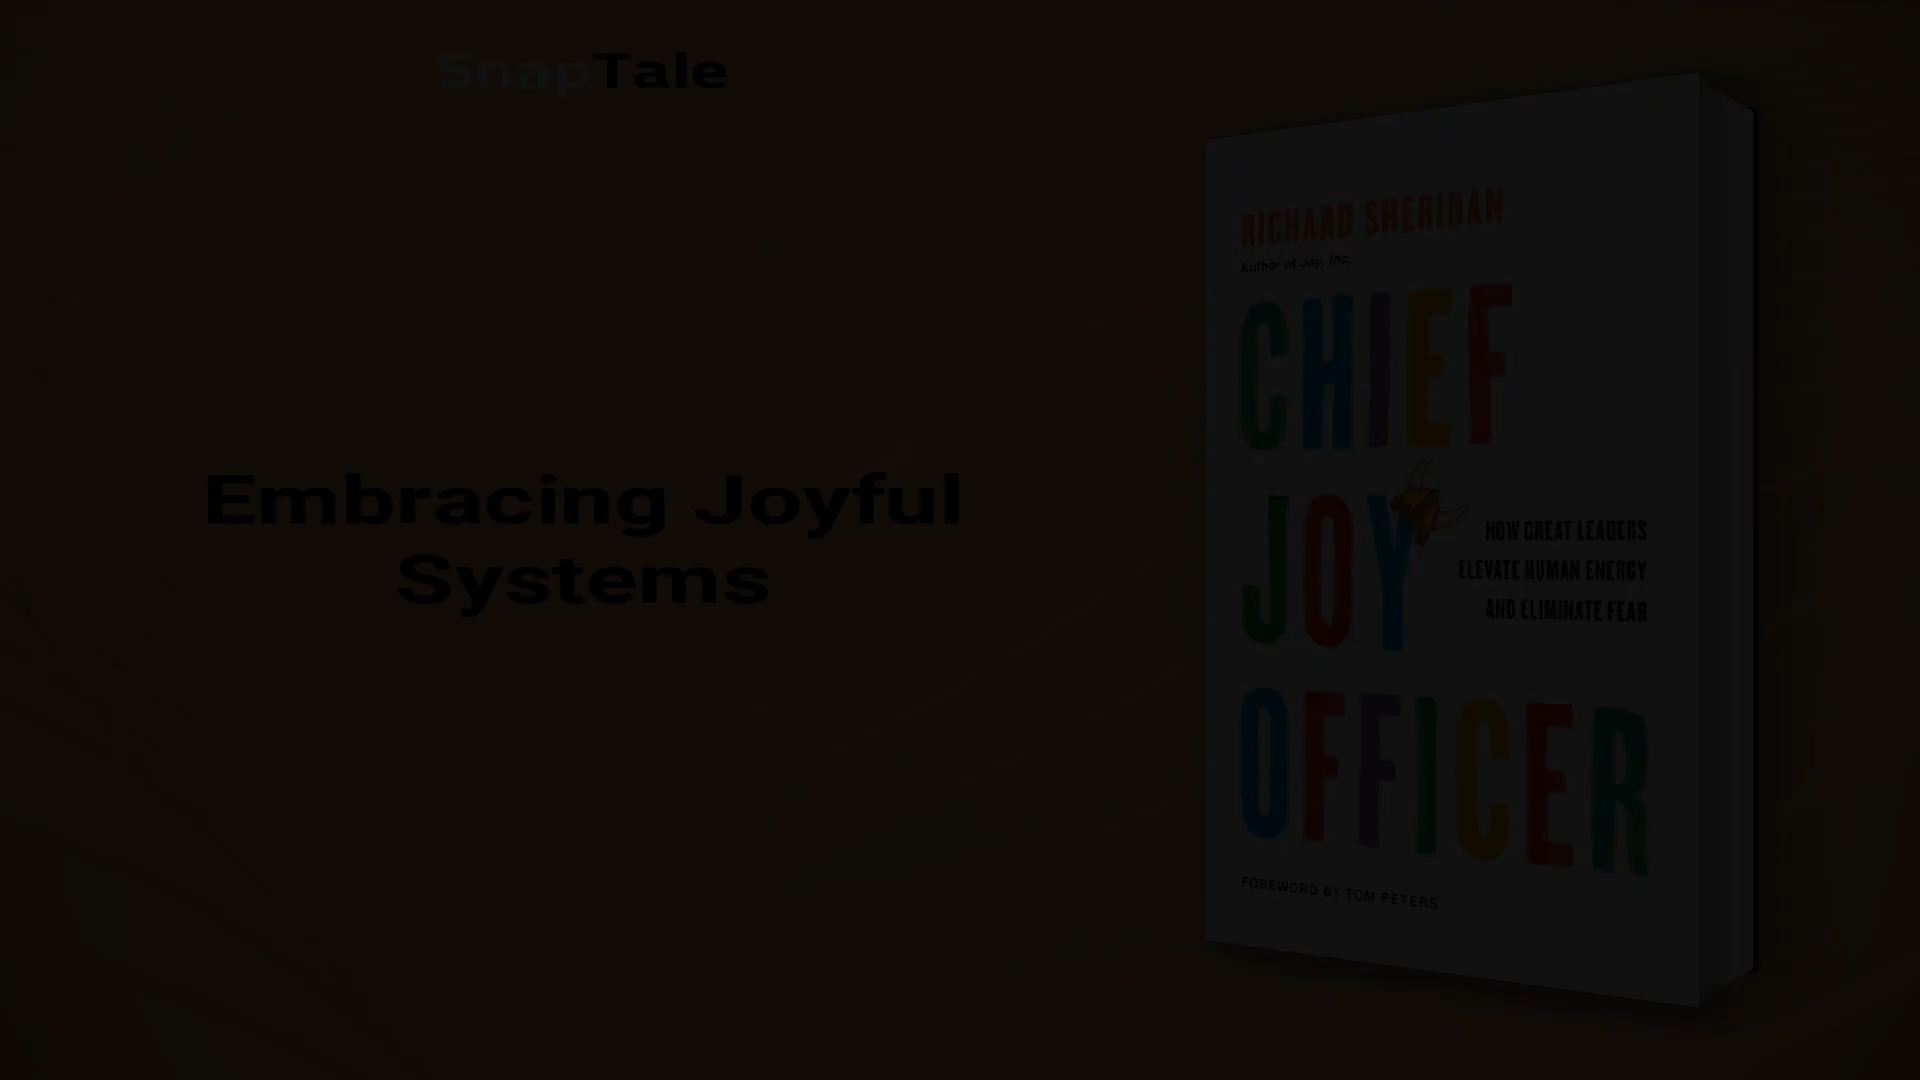 SnapTale
Embracing Joyful
Systems
RICHARD SHERIDAN
Author of Joy, Inc.
CHIEF
JOY
HOW GREAT LEADERS
ELEVATE HUMAN ENERGY
AND ELIMINATE FEAR
OFFICER
FOREWORD BY TOM PETERS